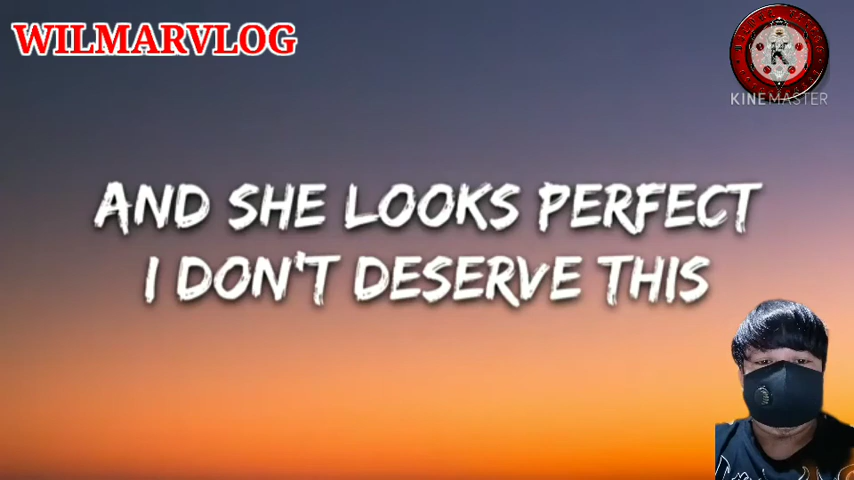 WILMARVLOG
K
KINEMASTER
AND SHE LOOKS PERFECT
I DON'T DESERVE THIS